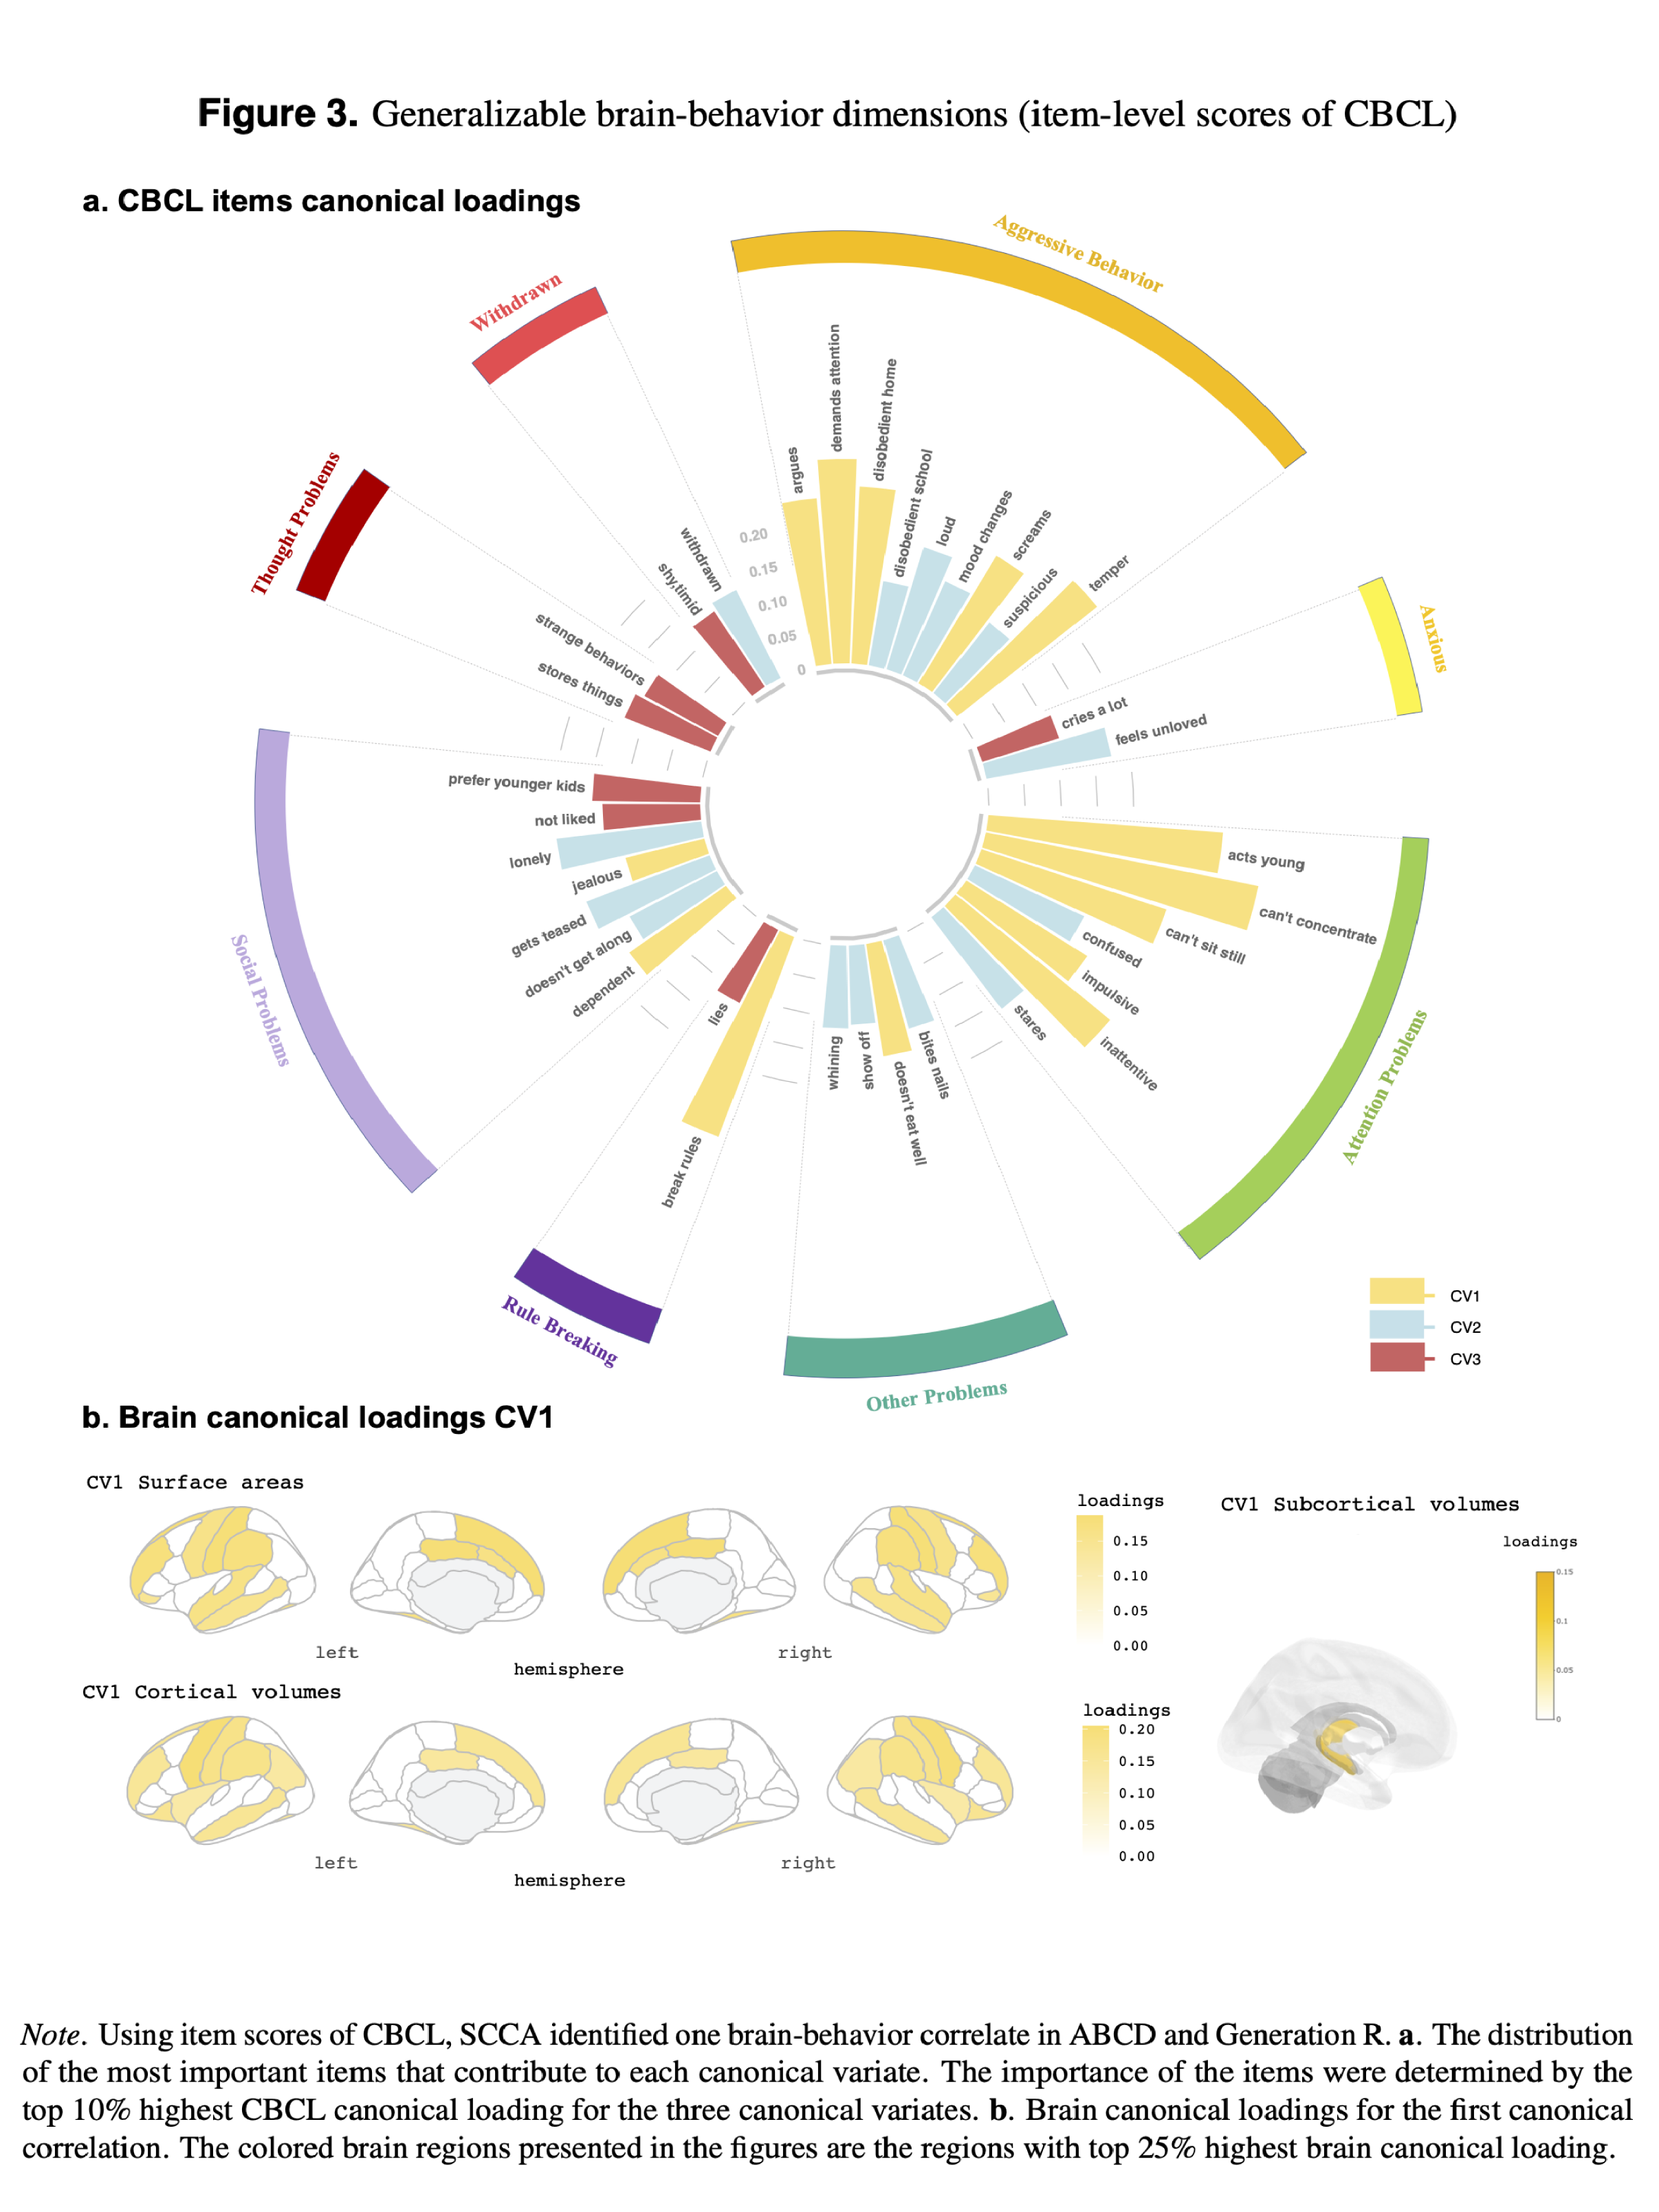 Figure 3. Generalizable brain-behavior dimensions (item-level scores of CBCL)
a. CBCL items canonical loadings
Aggressive Behavior
Withdrawn
Thought Problems
Anxious
Social Problems
Attention Problems
Rule Breaking
Other Problems
argues
demands attention
disobedient home
disobedient school
loud
mood changes
screams
suspicious
temper
cries a lot
feels unloved
acts young
can't concentrate
can't sit still
confused
impulsive
inattentive
stares
bites nails
doesn't eat well
show off
whining
break rules
lies
dependent
doesn't get along
gets teased
jealous
lonely
not liked
prefer younger kids
stores things
strange behaviors
shy,timid
withdrawn
0.20
0.15
0.10
0.05
0
CV1
CV2
CV3
b. Brain canonical loadings CV1
CV1 Surface areas
left
hemisphere
right
loadings
0.15
0.10
0.05
0.00
CV1 Cortical volumes
left
hemisphere
right
loadings
0.20
0.15
0.10
0.05
0.00
CV1 Subcortical volumes
loadings
0.15
0.1
0.05
0
Note. Using item scores of CBCL, SCCA identified one brain-behavior correlate in ABCD and Generation R. a. The distribution
of the most important items that contribute to each canonical variate. The importance of the items were determined by the
top 10% highest CBCL canonical loading for the three canonical variates. b. Brain canonical loadings for the first canonical
correlation. The colored brain regions presented in the figures are the regions with top 25% highest brain canonical loading.